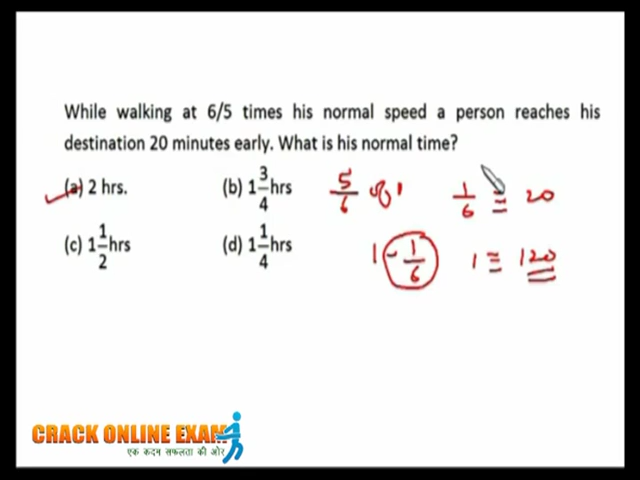 While walking at 6/5 times his normal speed a person reaches his
destination 20 minutes early. What is his normal time?
(a) 2 hrs. (b) 1 3/4 hrs 5/6 of 1 1/6 ≡ 20
(c) 1 1/2 hrs (d) 1 1/4 hrs 1 - 1/6 1 ≡ 120
CRACK ONLINE EXAM
एक कदम सफलता की ओर